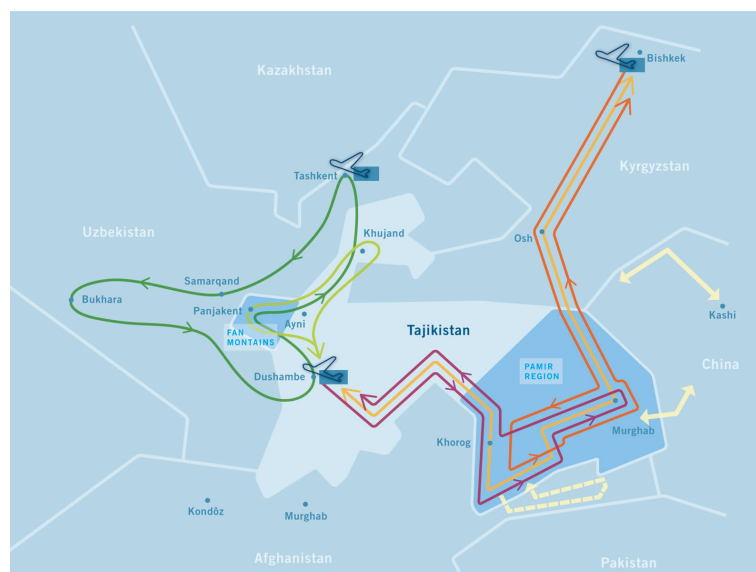 Bishkek
Kazakhstan
Kyrgyzstan
Tashkent
Khujand
Osh
Uzbekistan
Samarqand
Bukhara
Panjakent
Ayni
Kashi
FAN
MONTAINS
Tajikistan
China
PAMIR
REGION
Dushambe
Murghab
Khorog
Kondôz
Murghab
Afghanistan
Pakistan